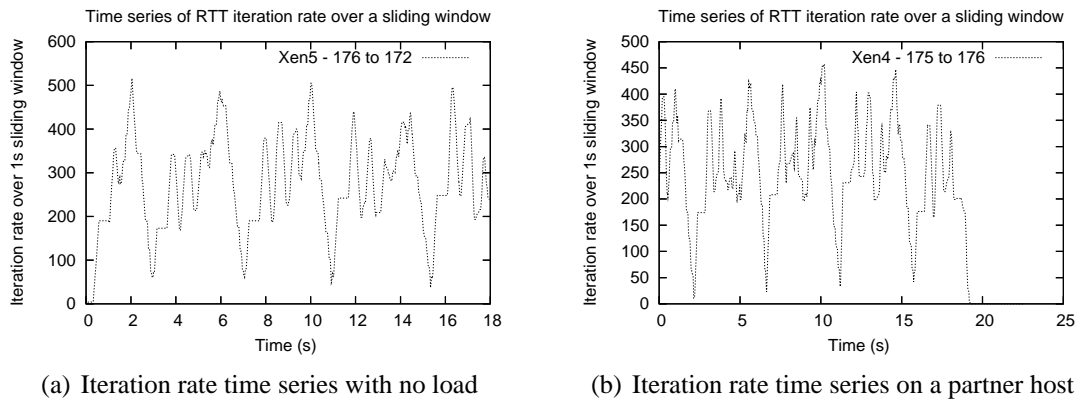 Time series of RTT iteration rate over a sliding window
600
500
400
300
200
100
0
Iteration rate over 1s sliding window
Xen5 - 176 to 172
0 2 4 6 8 10 12 14 16 18
Time (s)
(a) Iteration rate time series with no load
Time series of RTT iteration rate over a sliding window
500
450
400
350
300
250
200
150
100
50
0
Iteration rate over 1s sliding window
Xen4 - 175 to 176
0 5 10 15 20 25
Time (s)
(b) Iteration rate time series on a partner host